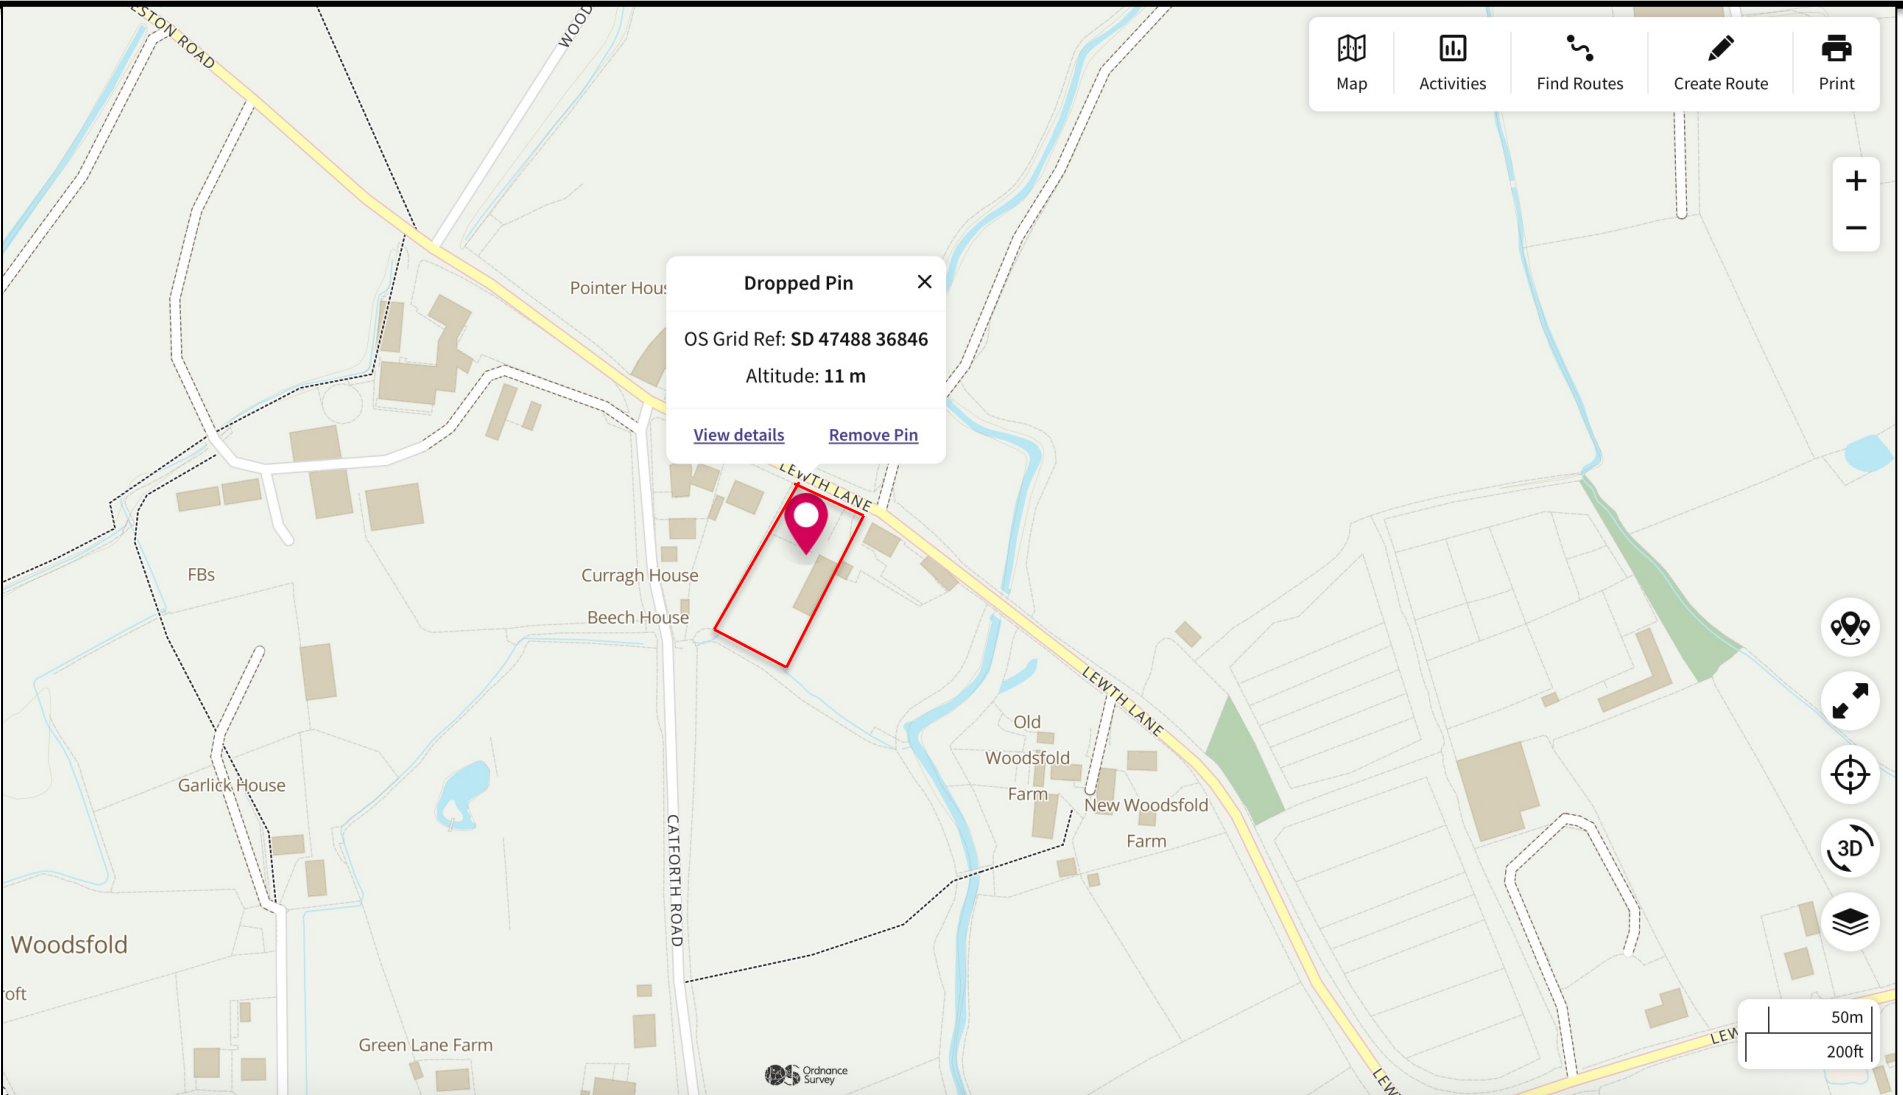 ESTON ROAD
WOOD
Map
Activities
Find Routes
Create Route
Print
+
−
Pointer Hous
Dropped Pin
OS Grid Ref: SD 47488 36846
Altitude: 11 m
View details
Remove Pin
LEWTH LANE
FBs
Curragh House
Beech House
LEWTH LANE
Old
Woodsfold
Farm
New Woodsfold
Farm
Garlick House
CATFORTH ROAD
3D
Woodsfold
oft
Green Lane Farm
Ordnance
Survey
LEW
LEW
50m
200ft